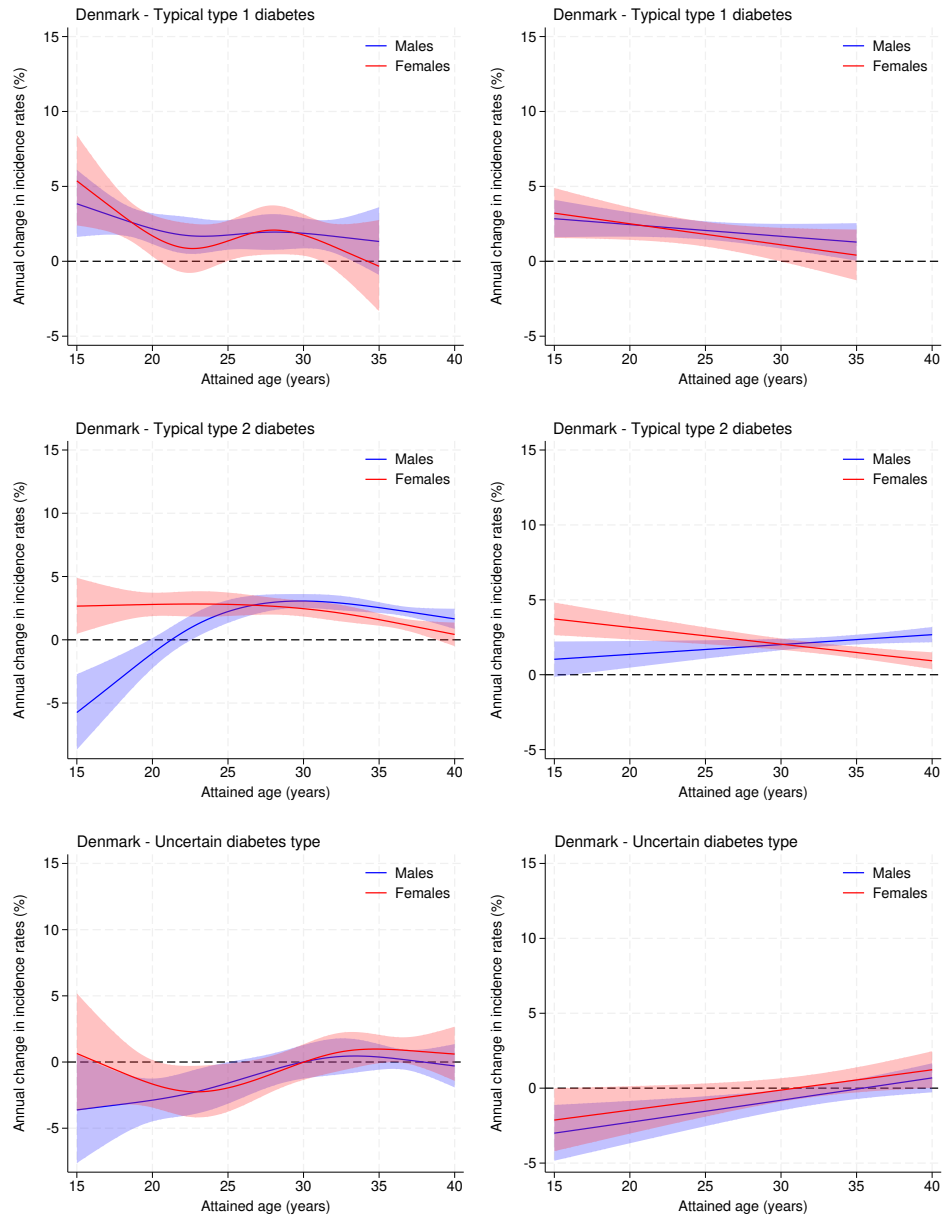 Denmark - Typical type 1 diabetes
Annual change in incidence rates (%)
15
10
5
0
-5
Males
Females
15 20 25 30 35 40
Attained age (years)
Denmark - Typical type 1 diabetes
Annual change in incidence rates (%)
15
10
5
0
-5
Males
Females
15 20 25 30 35 40
Attained age (years)
Denmark - Typical type 2 diabetes
Annual change in incidence rates (%)
15
10
5
0
-5
Males
Females
15 20 25 30 35 40
Attained age (years)
Denmark - Typical type 2 diabetes
Annual change in incidence rates (%)
15
10
5
0
-5
Males
Females
15 20 25 30 35 40
Attained age (years)
Denmark - Uncertain diabetes type
Annual change in incidence rates (%)
15
10
5
0
-5
Males
Females
15 20 25 30 35 40
Attained age (years)
Denmark - Uncertain diabetes type
Annual change in incidence rates (%)
15
10
5
0
-5
Males
Females
15 20 25 30 35 40
Attained age (years)